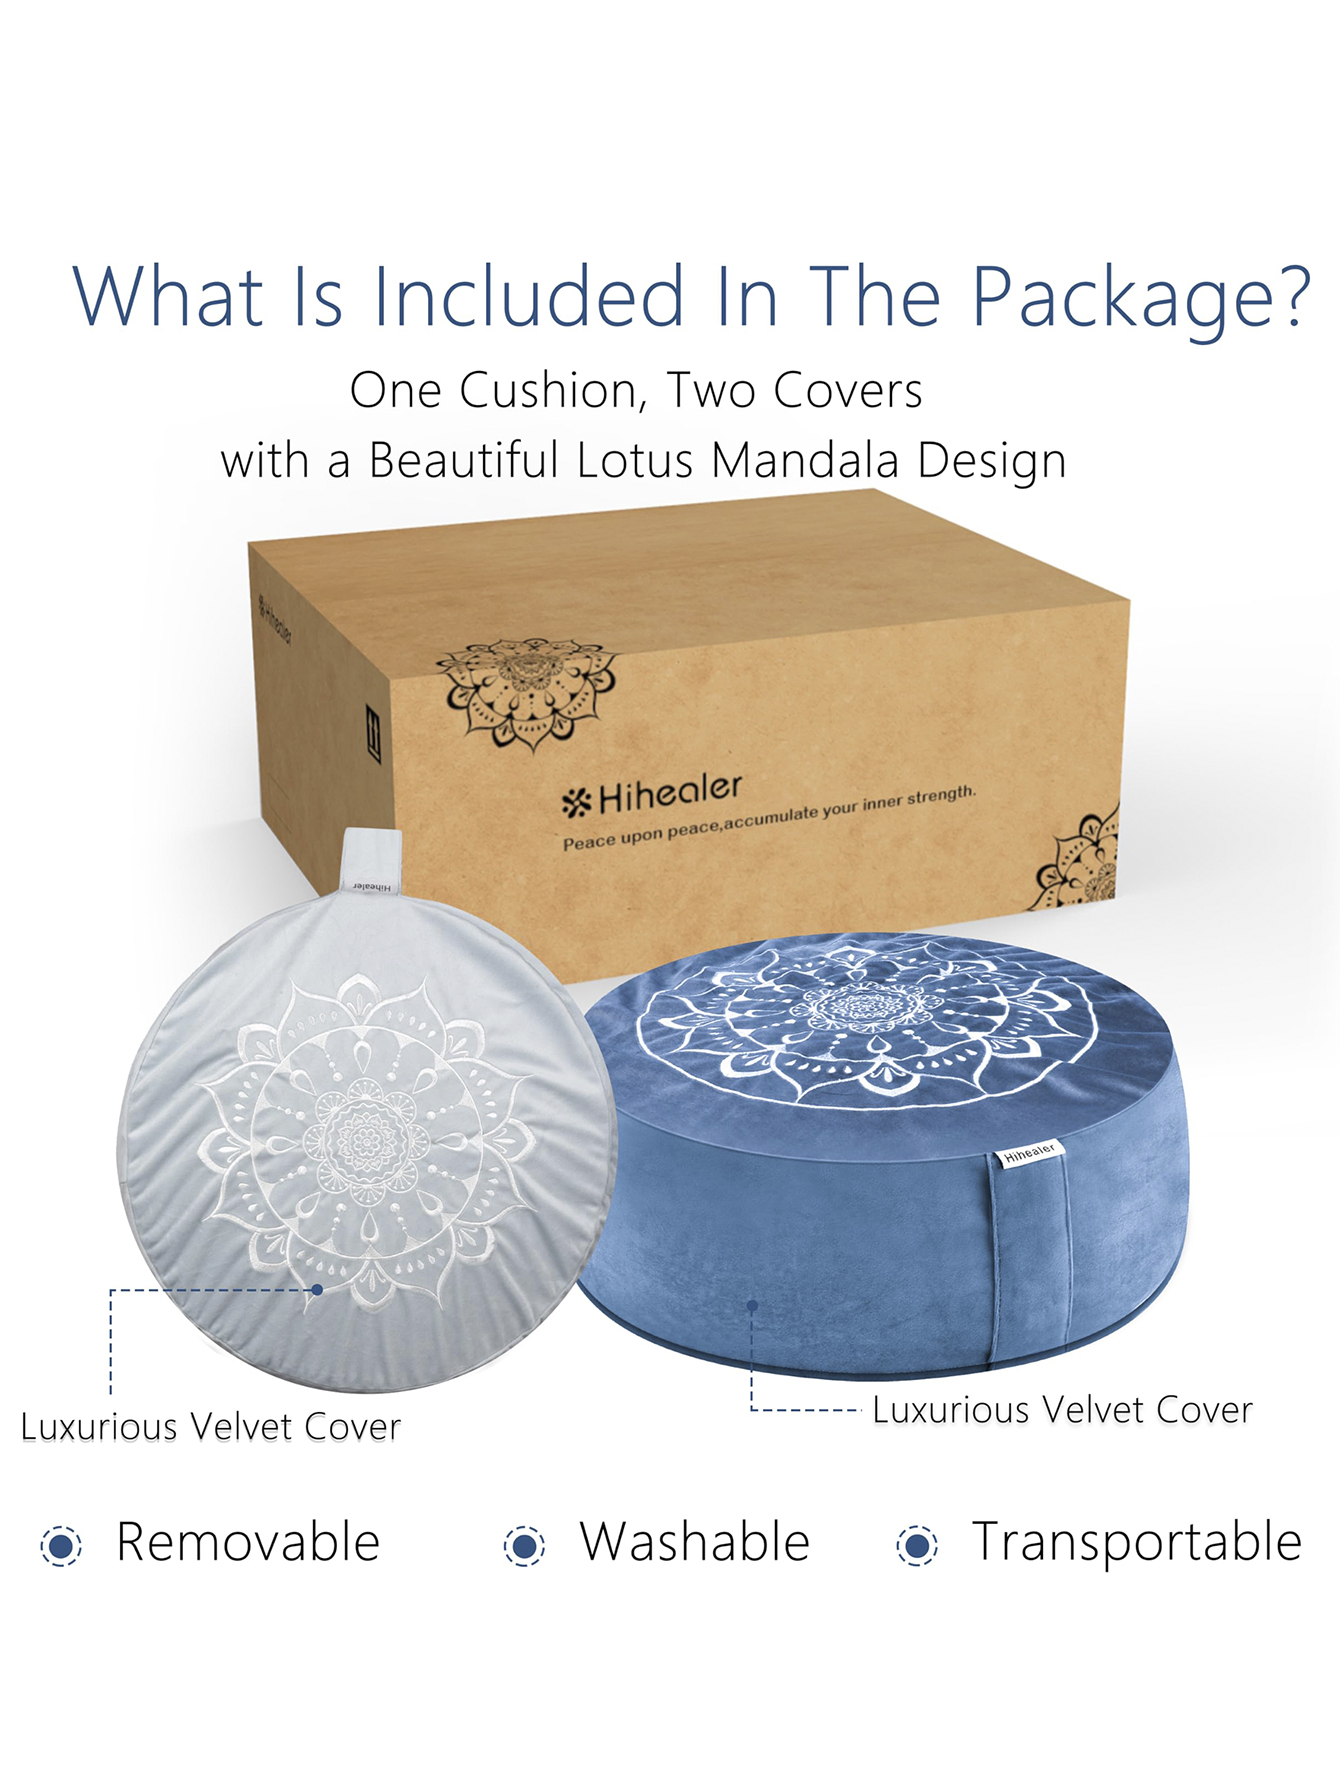 What Is Included In The Package?
One Cushion, Two Covers
with a Beautiful Lotus Mandala Design
Hihealer
Hihealer
Peace upon peace,accumulate your inner strength.
Hihealer
Hihealer
Luxurious Velvet Cover
Luxurious Velvet Cover
Removable
Washable
Transportable